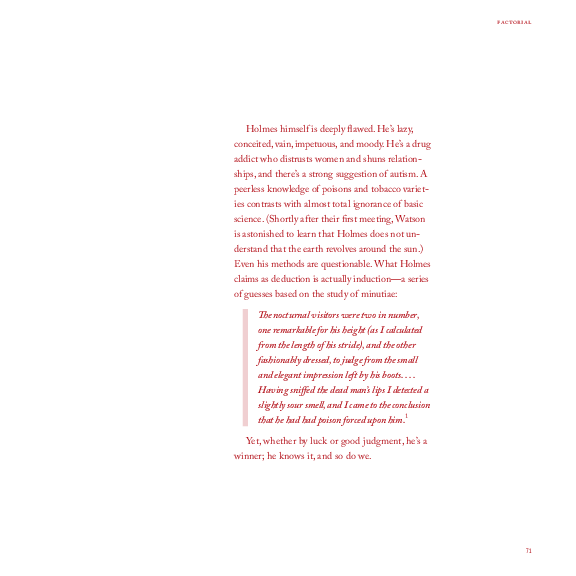 FACTORIAL
Holmes himself is deeply flawed. He's lazy,
conceited, vain, impetuous, and moody. He's a drug
addict who distrusts women and shuns relation-
ships, and there's a strong suggestion of autism. A
peerless knowledge of poisons and tobacco variet-
ies contrasts with almost total ignorance of basic
science. (Shortly after their first meeting, Watson
is astonished to learn that Holmes does not un-
derstand that the earth revolves around the sun.)
Even his methods are questionable. What Holmes
claims as deduction is actually induction—a series
of guesses based on the study of minutiae:
The nocturnal visitors were two in number,
one remarkable for his height (as I calculated
from the length of his stride), and the other
fashionably dressed, to judge from the small
and elegant impression left by his boots. . . .
Having sniffed the dead man's lips I detected a
slightly sour smell, and I came to the conclusion
that he had had poison forced upon him.1
Yet, whether by luck or good judgment, he's a
winner; he knows it, and so do we.
71